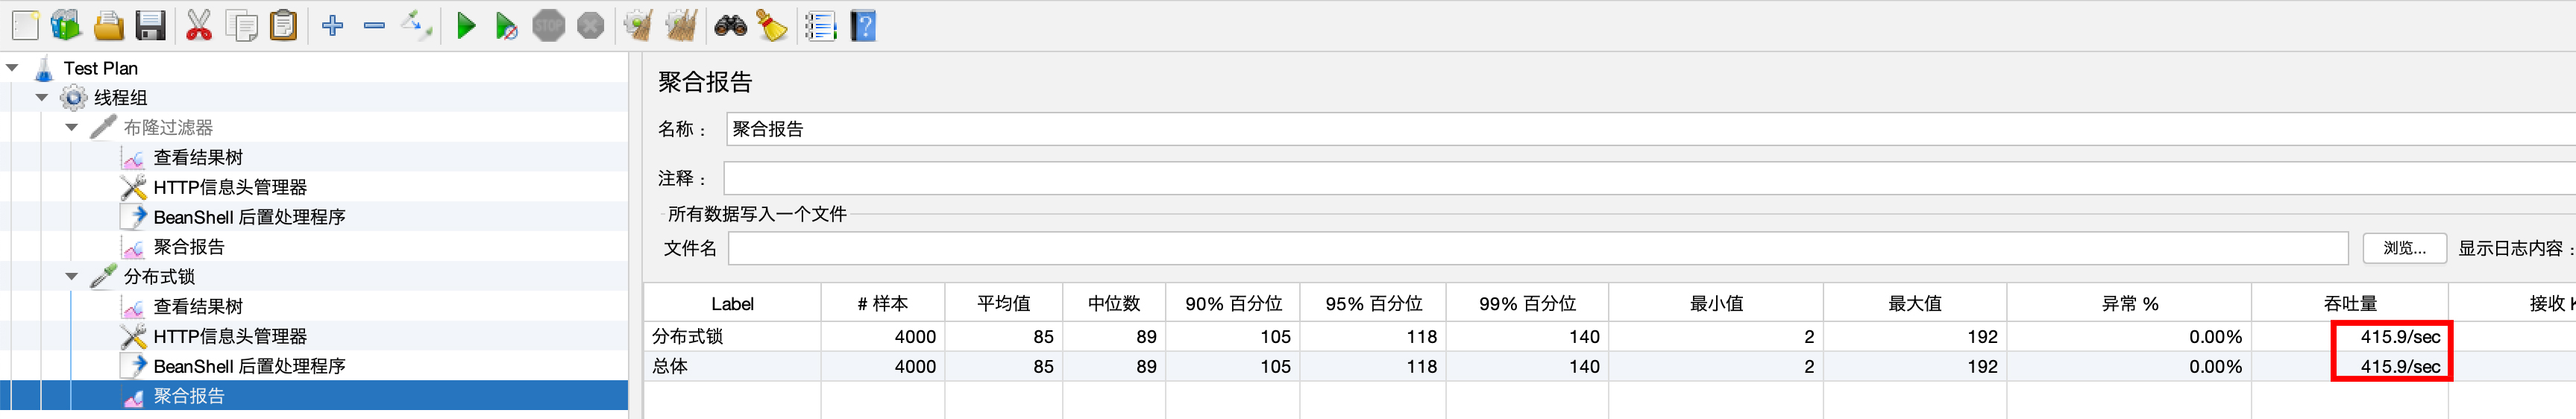 STOP
Test Plan
线程组
布隆过滤器
查看结果树
HTTP信息头管理器
BeanShell 后置处理程序
聚合报告
分布式锁
查看结果树
HTTP信息头管理器
BeanShell 后置处理程序
聚合报告
聚合报告
名称： 聚合报告
注释：
所有数据写入一个文件
文件名 浏览... 显示日志内容：
Label # 样本 平均值 中位数 90% 百分位 95% 百分位 99% 百分位 最小值 最大值 异常 % 吞吐量 接收
分布式锁 4000 85 89 105 118 140 2 192 0.00% 415.9/sec
总体 4000 85 89 105 118 140 2 192 0.00% 415.9/sec